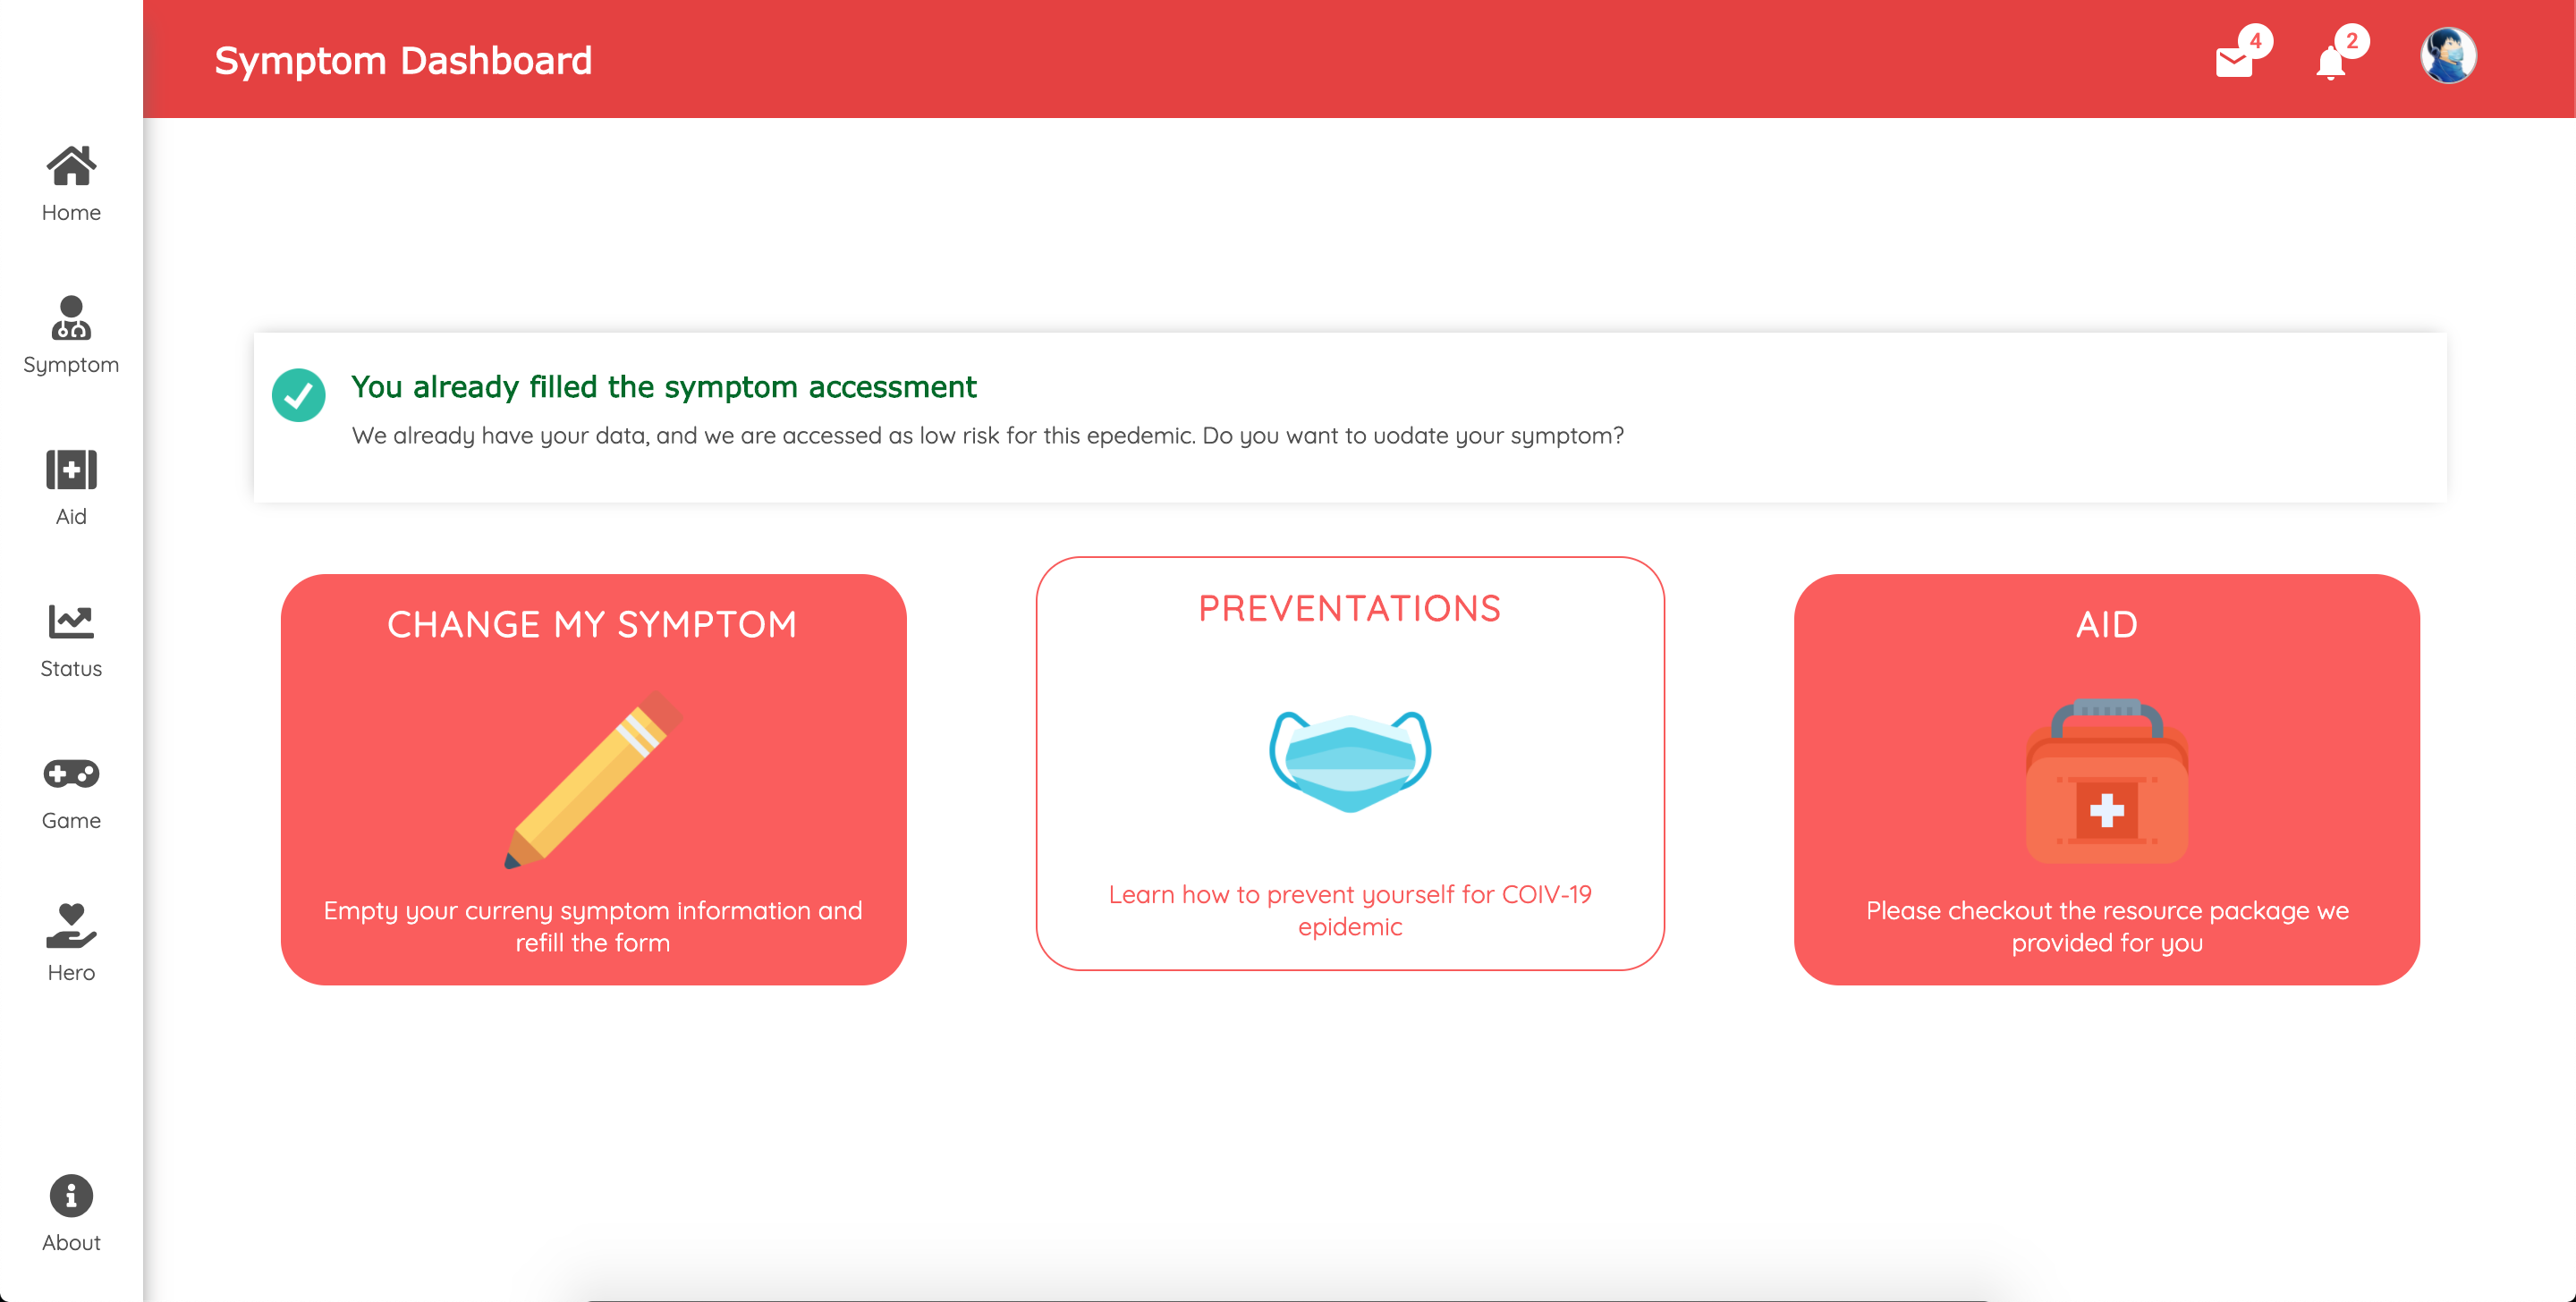 Symptom Dashboard
4
2
Home
Symptom
Aid
Status
Game
Hero
About
You already filled the symptom accessment
We already have your data, and we are accessed as low risk for this epedemic. Do you want to uodate your symptom?
CHANGE MY SYMPTOM
Empty your curreny symptom information and
refill the form
PREVENTATIONS
Learn how to prevent yourself for COIV-19
epidemic
AID
Please checkout the resource package we
provided for you